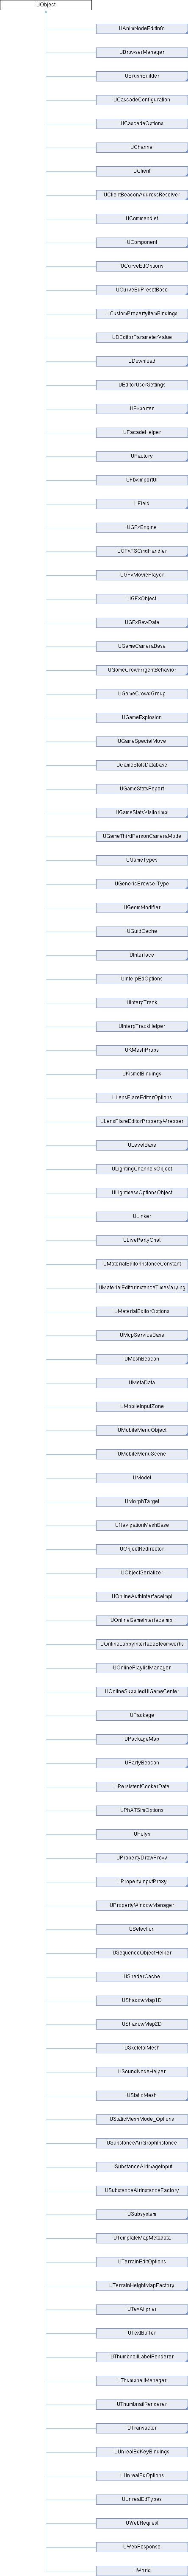 UObject
UAnimNodeEditInfo
UBrowserManager
UBrushBuilder
UCascadeConfiguration
UCascadeOptions
UChannel
UClient
UClientBeaconAddressResolver
UCommandlet
UComponent
UCurveEdOptions
UCurveEdPresetBase
UCustomPropertyItemBindings
UDEditorParameterValue
UDownload
UEditorUserSettings
UExporter
UFacadeHelper
UFactory
UFbxImportUI
UField
UGFxEngine
UGFxFSCmdHandler
UGFxMoviePlayer
UGFxObject
UGFxRawData
UGameCameraBase
UGameCrowdAgentBehavior
UGameCrowdGroup
UGameExplosion
UGameSpecialMove
UGameStatsDatabase
UGameStatsReport
UGameStatsVisitorImpl
UGameThirdPersonCameraMode
UGameTypes
UGenericBrowserType
UGeomModifier
UGuidCache
UInterface
UInterpEdOptions
UInterpTrack
UInterpTrackHelper
UKMeshProps
UKismetBindings
ULensFlareEditorOptions
ULensFlareEditorPropertyWrapper
ULevelBase
ULightingChannelsObject
ULightmassOptionsObject
ULinker
ULivePartyChat
UMaterialEditorInstanceConstant
UMaterialEditorInstanceTimeVarying
UMaterialEditorOptions
UMcpServiceBase
UMeshBeacon
UMetaData
UMobileInputZone
UMobileMenuObject
UMobileMenuScene
UModel
UMorphTarget
UNavigationMeshBase
UObjectRedirector
UObjectSerializer
UOnlineAuthInterfaceImpl
UOnlineGameInterfaceImpl
UOnlineLobbyInterfaceSteamworks
UOnlinePlaylistManager
UOnlineSuppliedUIGameCenter
UPackage
UPackageMap
UPartyBeacon
UPersistentCookerData
UPhATSimOptions
UPolys
UPropertyDrawProxy
UPropertyInputProxy
UPropertyWindowManager
USelection
USequenceObjectHelper
UShaderCache
UShadowMap1D
UShadowMap2D
USkeletalMesh
USoundNodeHelper
UStaticMesh
UStaticMeshMode_Options
USubstanceAirGraphInstance
USubstanceAirImageInput
USubstanceAirInstanceFactory
USubsystem
UTemplateMapMetadata
UTerrainEditOptions
UTerrainHeightMapFactory
UTexAligner
UTextBuffer
UThumbnailLabelRenderer
UThumbnailManager
UThumbnailRenderer
UTransactor
UUnrealEdKeyBindings
UUnrealEdOptions
UUnrealEdTypes
UWebRequest
UWebResponse
UWorld